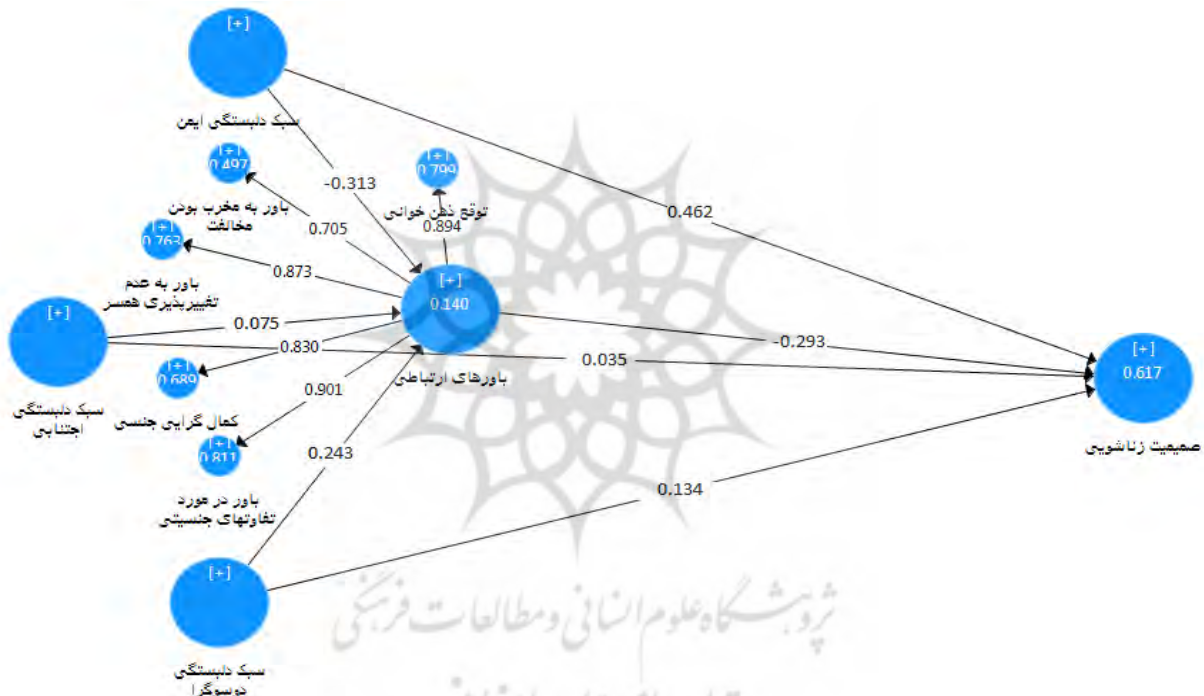 [+]
سبک دلبستگی ایمن
[+]
0.497
باور به مخرب بودن
مخالفت
[+]
0.799
توقع ذهن خوانی
0.462
-0.313
0.705
0.894
[+]
0.763
باور به عدم
تغییرپذیری همسر
0.873
[+]
0.140
باورهای ارتباطی
[+]
سبک دلبستگی
اجتنابی
0.075
0.830
0.035
-0.293
[+]
0.617
صمیمیت زناشویی
[+]
0.689
کمال گرایی جنسی
0.901
[+]
0.811
باور در مورد
تفاوتهای جنسیتی
0.243
0.134
[+]
سبک دلبستگی
دوسوگرا
پژوهشگاه علوم انسانی و مطالعات فرهنگی